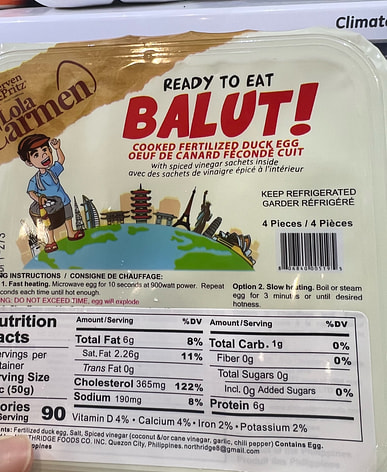 Climat
Lola
Carmen
READY TO EAT
BALUT!
COOKED FERTILIZED DUCK EGG
OEUF DE CANARD FÉCONDÉ CUIT
with spiced vinegar sachets inside
avec des sachets de vinaigre épicé à l'intérieur
KEEP REFRIGERATED
GARDER RÉFRIGÉRÉ
4 Pieces / 4 Pièces
NG INSTRUCTIONS / CONSIGNE DE CHAUFFAGE:
1. Fast heating. Microwave egg for 10 seconds at 900watt power. Repeat
conds each time until hot enough.
NG: DO NOT EXCEED TIME, egg will explode
Option 2. Slow heating. Boil or steam
egg for 3 minutes or until desired
hotness.
utrition
acts
ervings per
tainer
rving Size
c (50g)
ories
Serving 90
Amount/Serving %DV
Total Fat 6g 8%
Sat. Fat 2.26g 11%
Trans Fat 0g
Cholesterol 365mg 122%
Sodium 190mg 8%
Amount/Serving %DV
Total Carb. 1g 0%
Fiber 0g 0%
Total Sugars 0g
Incl. 0g Added Sugars 0%
Protein 6g
Vitamin D 4% • Calcium 4% • Iron 2% • Potassium 2%
nts: Fertilized duck egg, Salt, Spiced vinegar (coconut &/or cane vinegar, garlic, chili pepper) Contains Egg.
THRIDGE FOODS CO. INC. Quezon City, Philippines, northridge8@gmail.com
ppines